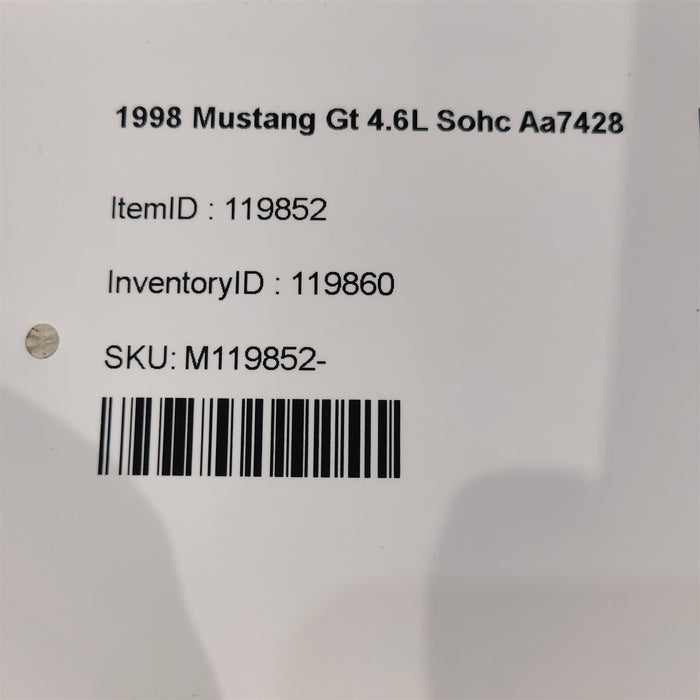 1998 Mustang Gt 4.6L Sohc Aa7428
ItemID : 119852
InventoryID : 119860
SKU: M119852-